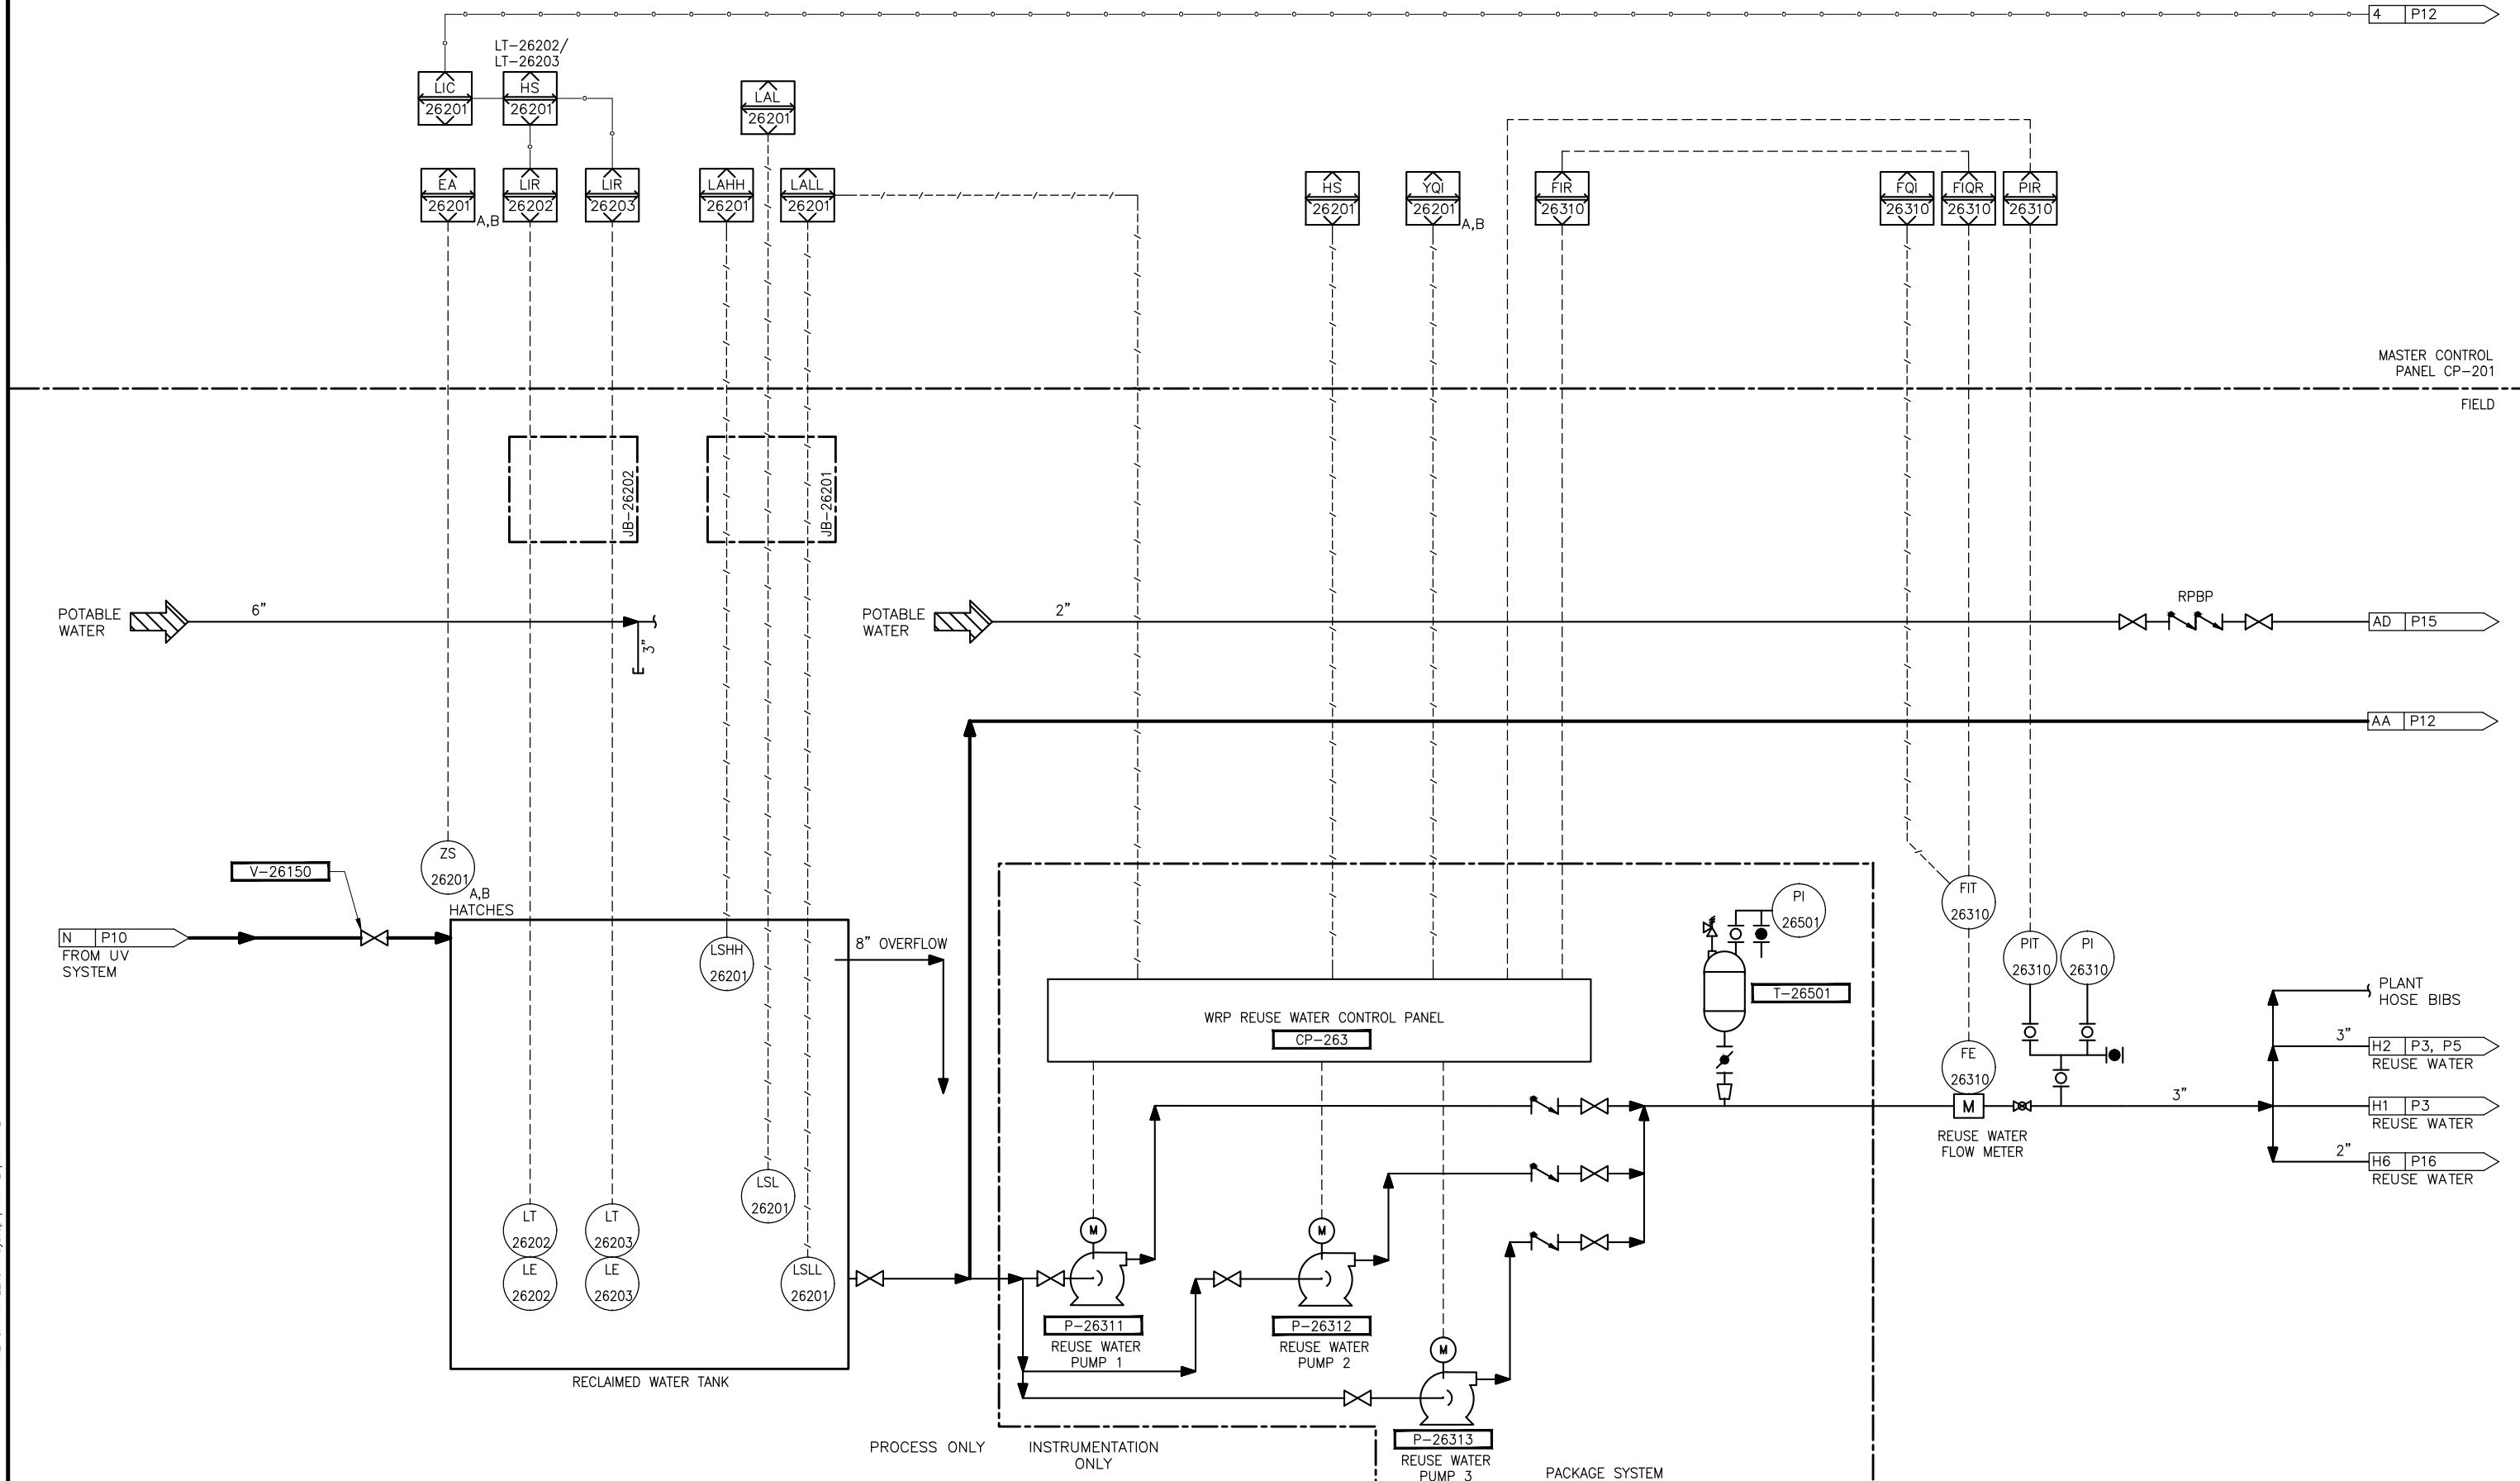 4 P12
LT-26202/
LT-26203
LIC
26201
HS
26201
LAL
26201
EA
26201
A,B
LIR
26202
LIR
26203
LAHH
26201
LALL
26201
HS
26201
YQI
26201
A,B
FIR
26310
FQI
26310
FIQR
26310
PIR
26310
MASTER CONTROL
PANEL CP-201
FIELD
JB-26202
JB-26201
POTABLE
WATER
6"
3"
POTABLE
WATER
2"
RPBP
AD P15
AA P12
V-26150
ZS
26201
A,B
HATCHES
N P10
FROM UV
SYSTEM
LSHH
26201
8" OVERFLOW
PI
26501
T-26501
FIT
26310
PIT
26310
PI
26310
WRP REUSE WATER CONTROL PANEL
CP-263
FE
26310
M
REUSE WATER
FLOW METER
PLANT
HOSE BIBS
3"
H2 P3, P5
REUSE WATER
3"
H1 P3
REUSE WATER
2"
H6 P16
REUSE WATER
LSL
26201
LT
26202
LE
26202
LT
26203
LE
26203
LSLL
26201
M
P-26311
REUSE WATER
PUMP 1
M
P-26312
REUSE WATER
PUMP 2
M
P-26313
REUSE WATER
PUMP 3
RECLAIMED WATER TANK
PROCESS ONLY
INSTRUMENTATION
ONLY
PACKAGE SYSTEM